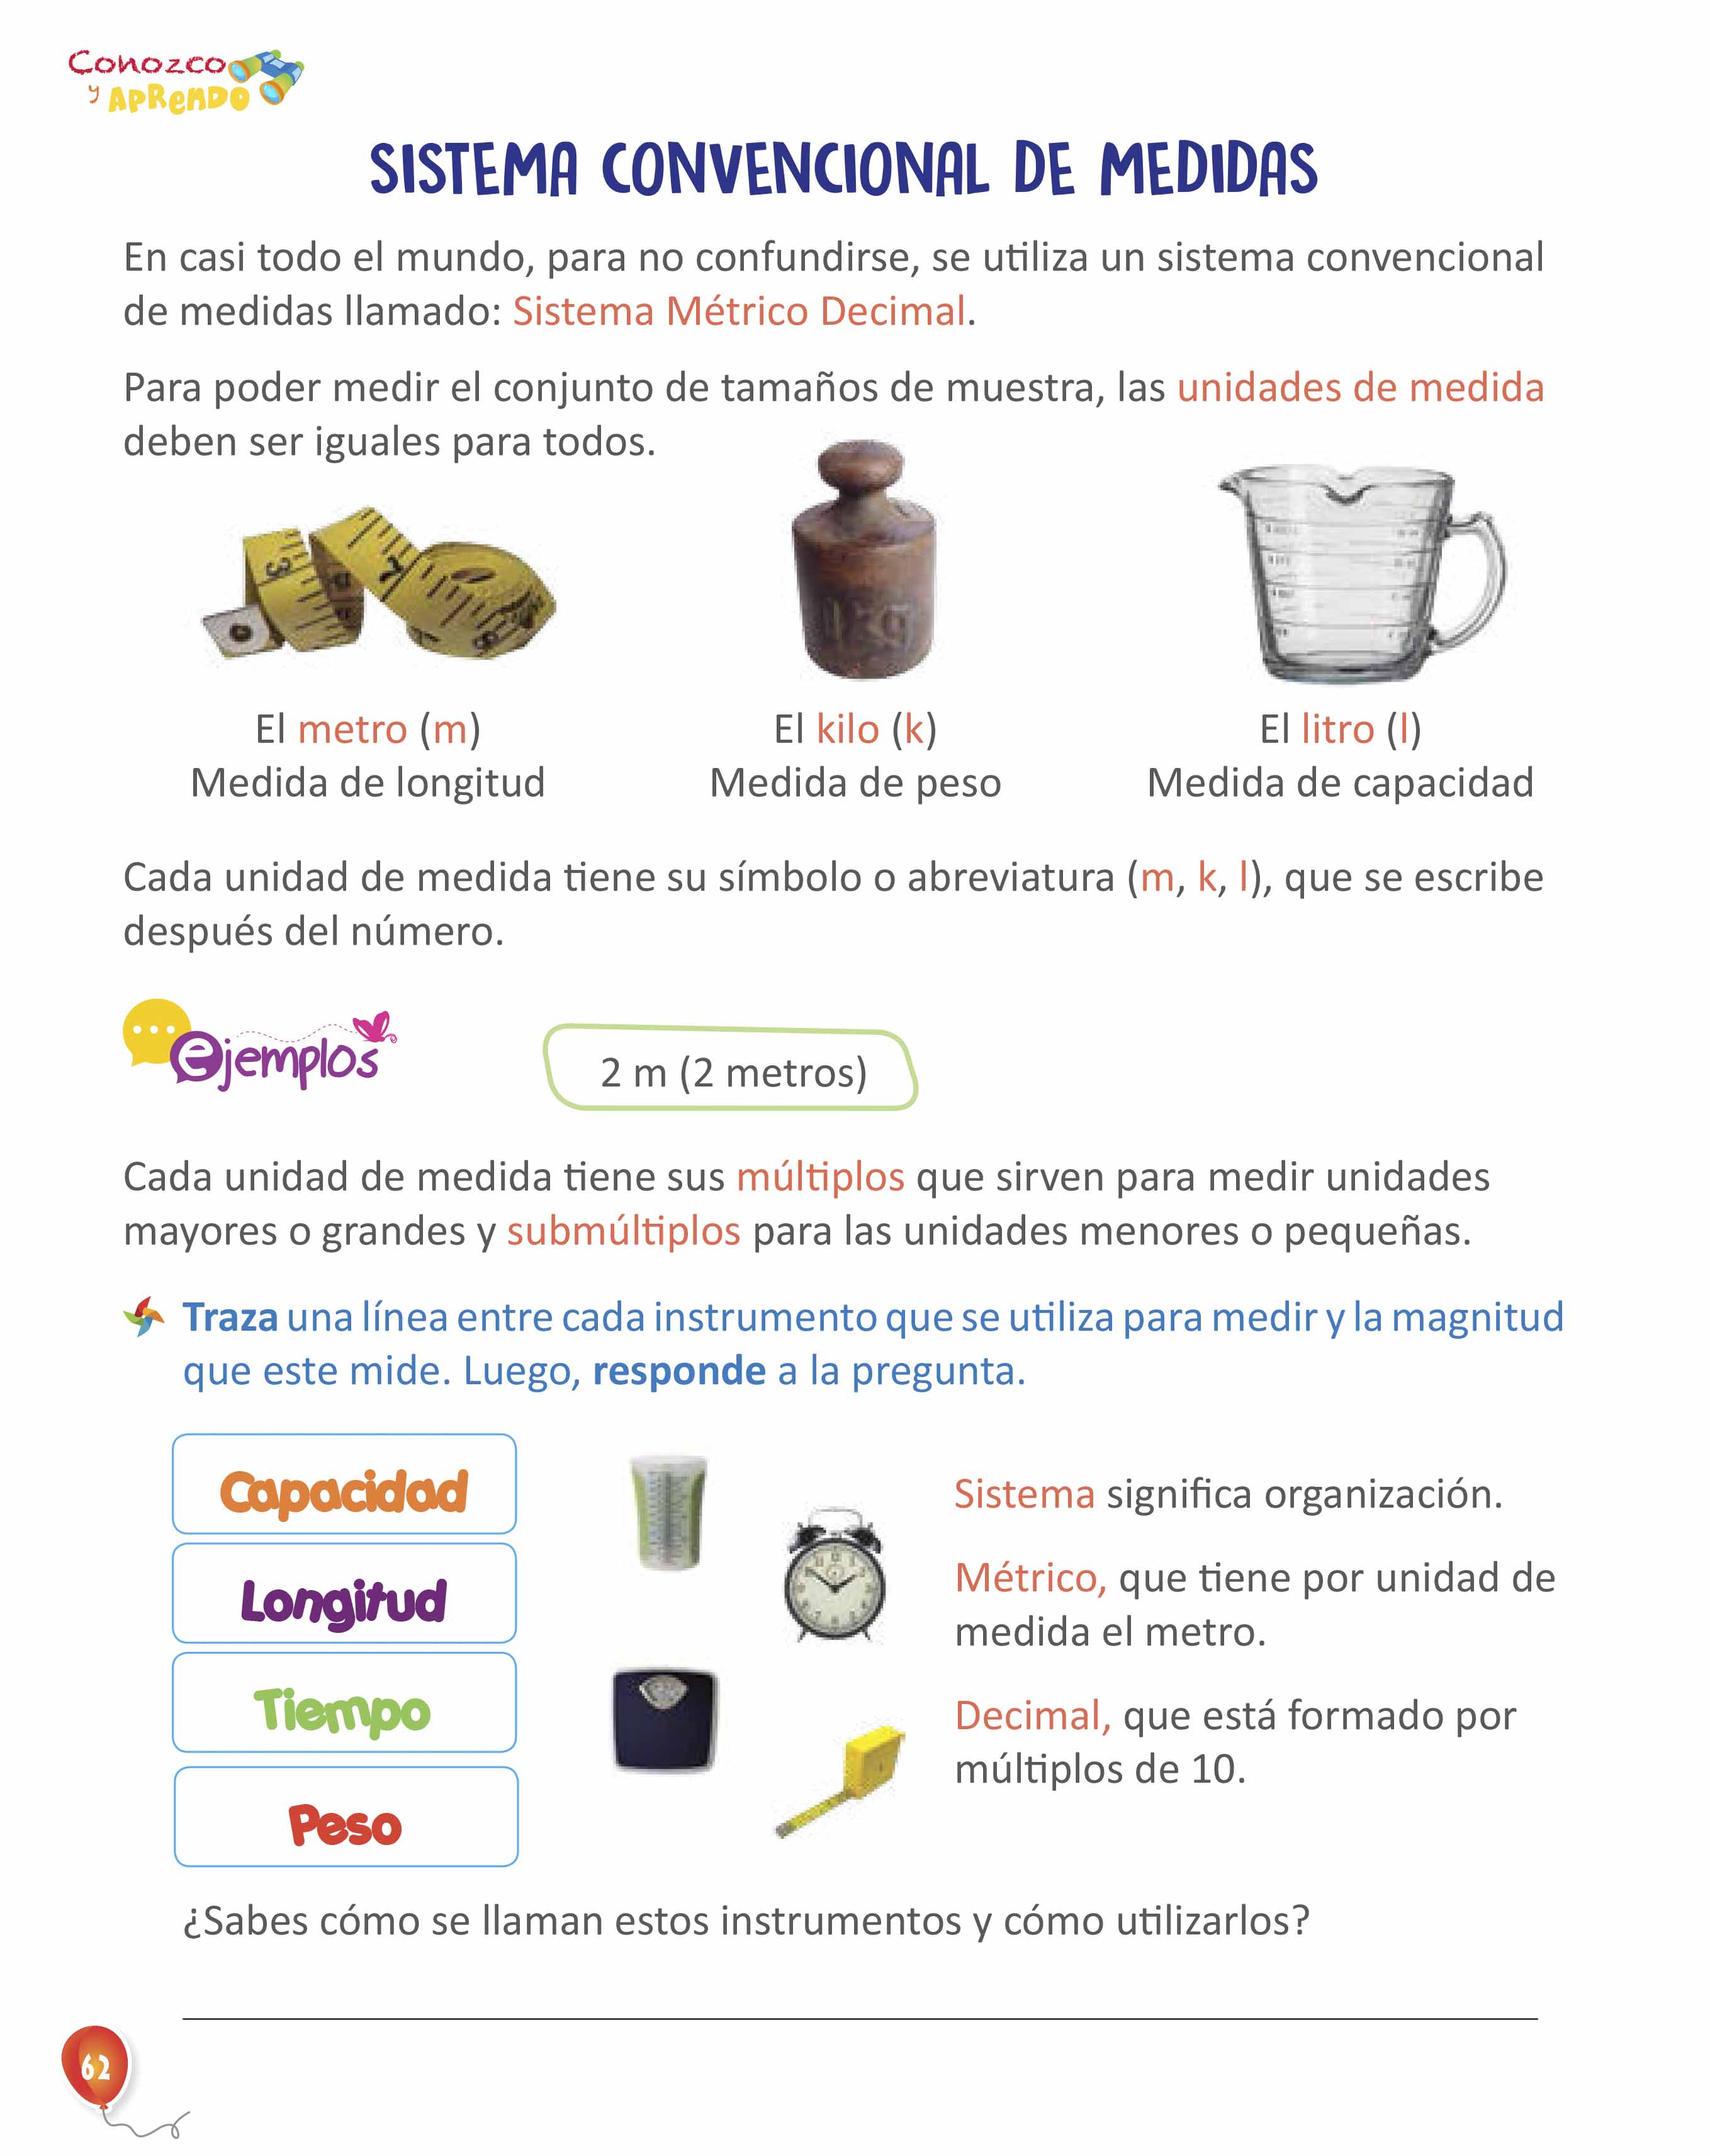 Conozco
y APRENDO
SISTEMA CONVENCIONAL DE MEDIDAS
En casi todo el mundo, para no confundirse, se utiliza un sistema convencional
de medidas llamado: Sistema Métrico Decimal.
Para poder medir el conjunto de tamaños de muestra, las unidades de medida
deben ser iguales para todos.
El metro (m)
Medida de longitud
El kilo (k)
Medida de peso
El litro (l)
Medida de capacidad
Cada unidad de medida tiene su símbolo o abreviatura (m, k, l), que se escribe
después del número.
ejemplos
2 m (2 metros)
Cada unidad de medida tiene sus múltiplos que sirven para medir unidades
mayores o grandes y submúltiplos para las unidades menores o pequeñas.
Traza una línea entre cada instrumento que se utiliza para medir y la magnitud
que este mide. Luego, responde a la pregunta.
Capacidad
Longitud
Tiempo
Peso
Sistema significa organización.
Métrico, que tiene por unidad de
medida el metro.
Decimal, que está formado por
múltiplos de 10.
¿Sabes cómo se llaman estos instrumentos y cómo utilizarlos?
62